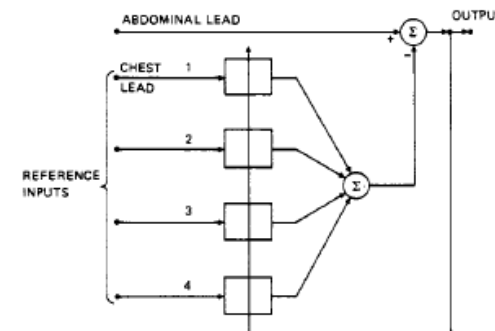 ABDOMINAL LEAD
OUTPU
+
Σ
-
CHEST 1
LEAD
2
REFERENCE
INPUTS
Σ
3
4